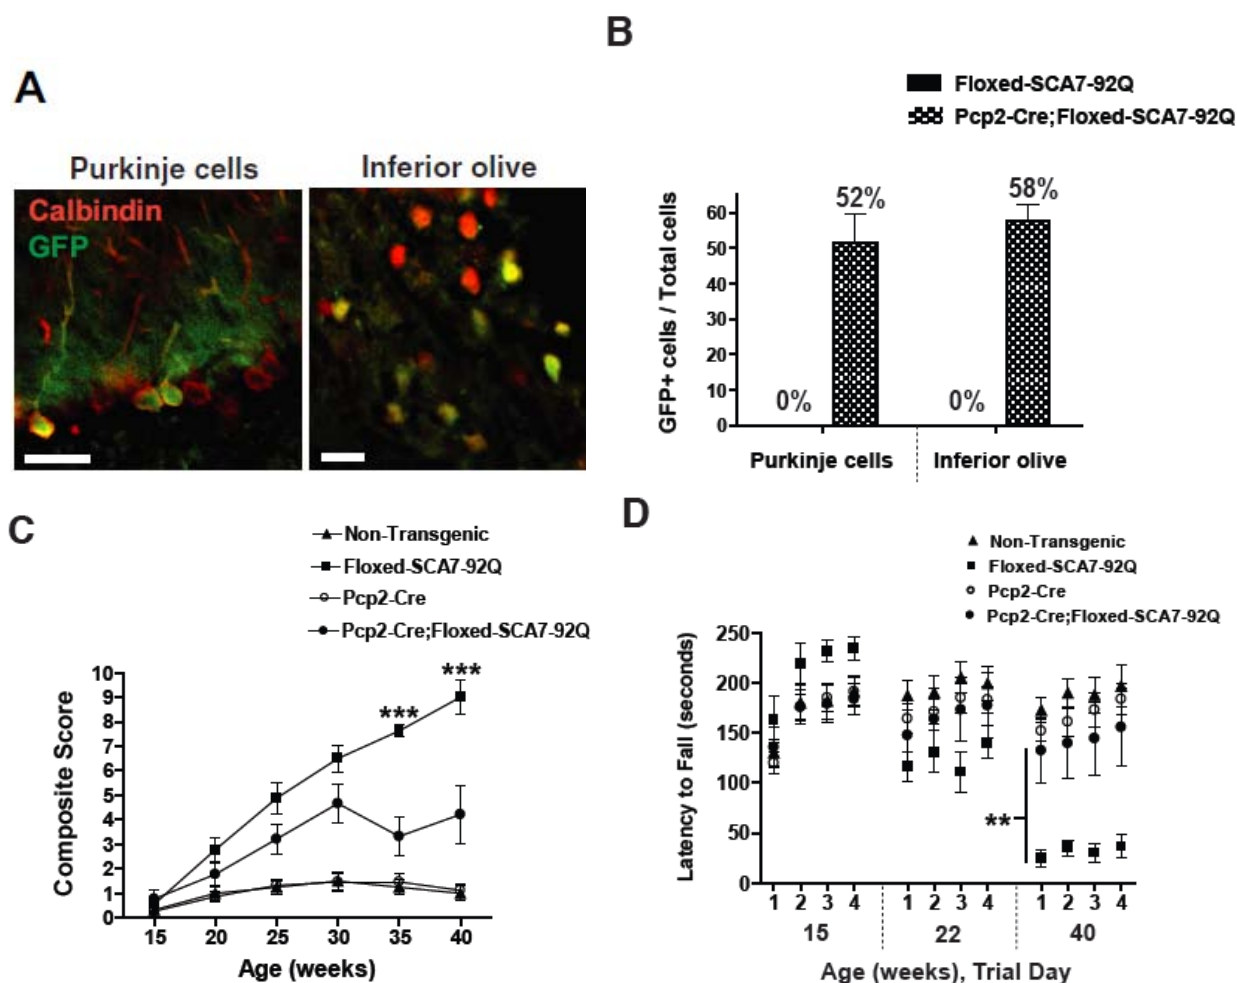 A
Purkinje cells
Inferior olive
Calbindin
GFP
B
Floxed-SCA7-92Q
Pcp2-Cre;Floxed-SCA7-92Q
GFP+ cells / Total cells
60
50
40
30
20
10
0
0%
52%
0%
58%
Purkinje cells
Inferior olive
C
Non-Transgenic
Floxed-SCA7-92Q
Pcp2-Cre
Pcp2-Cre;Floxed-SCA7-92Q
Composite Score
10
9
8
7
6
5
4
3
2
1
0
***
***
15 20 25 30 35 40
Age (weeks)
D
Non-Transgenic
Floxed-SCA7-92Q
Pcp2-Cre
Pcp2-Cre;Floxed-SCA7-92Q
Latency to Fall (seconds)
250
200
150
100
50
0
**
1 2 3 4 1 2 3 4 1 2 3 4
15 22 40
Age (weeks), Trial Day